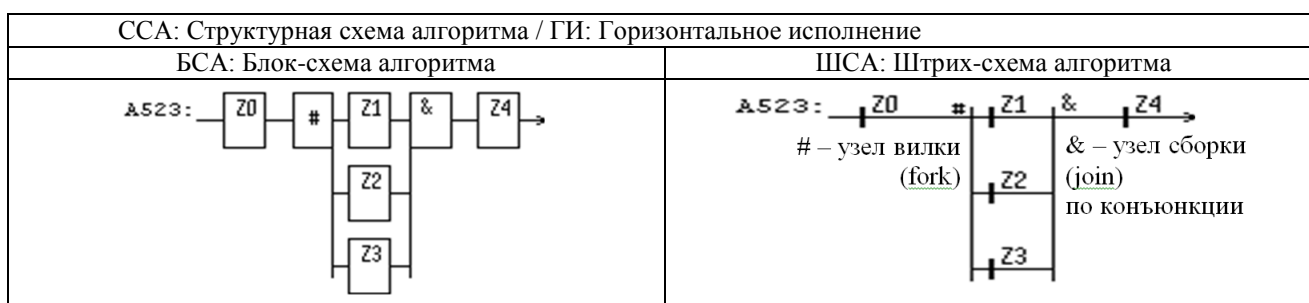 ССА: Структурная схема алгоритма / ГИ: Горизонтальное исполнение
БСА: Блок-схема алгоритма
ШСА: Штрих-схема алгоритма
A523: Z0 # Z1 & Z4
Z2
Z3
A523: Z0 # Z1 & Z4
# – узел вилки
(fork)
& – узел сборки
(join)
по конъюнкции
Z2
Z3